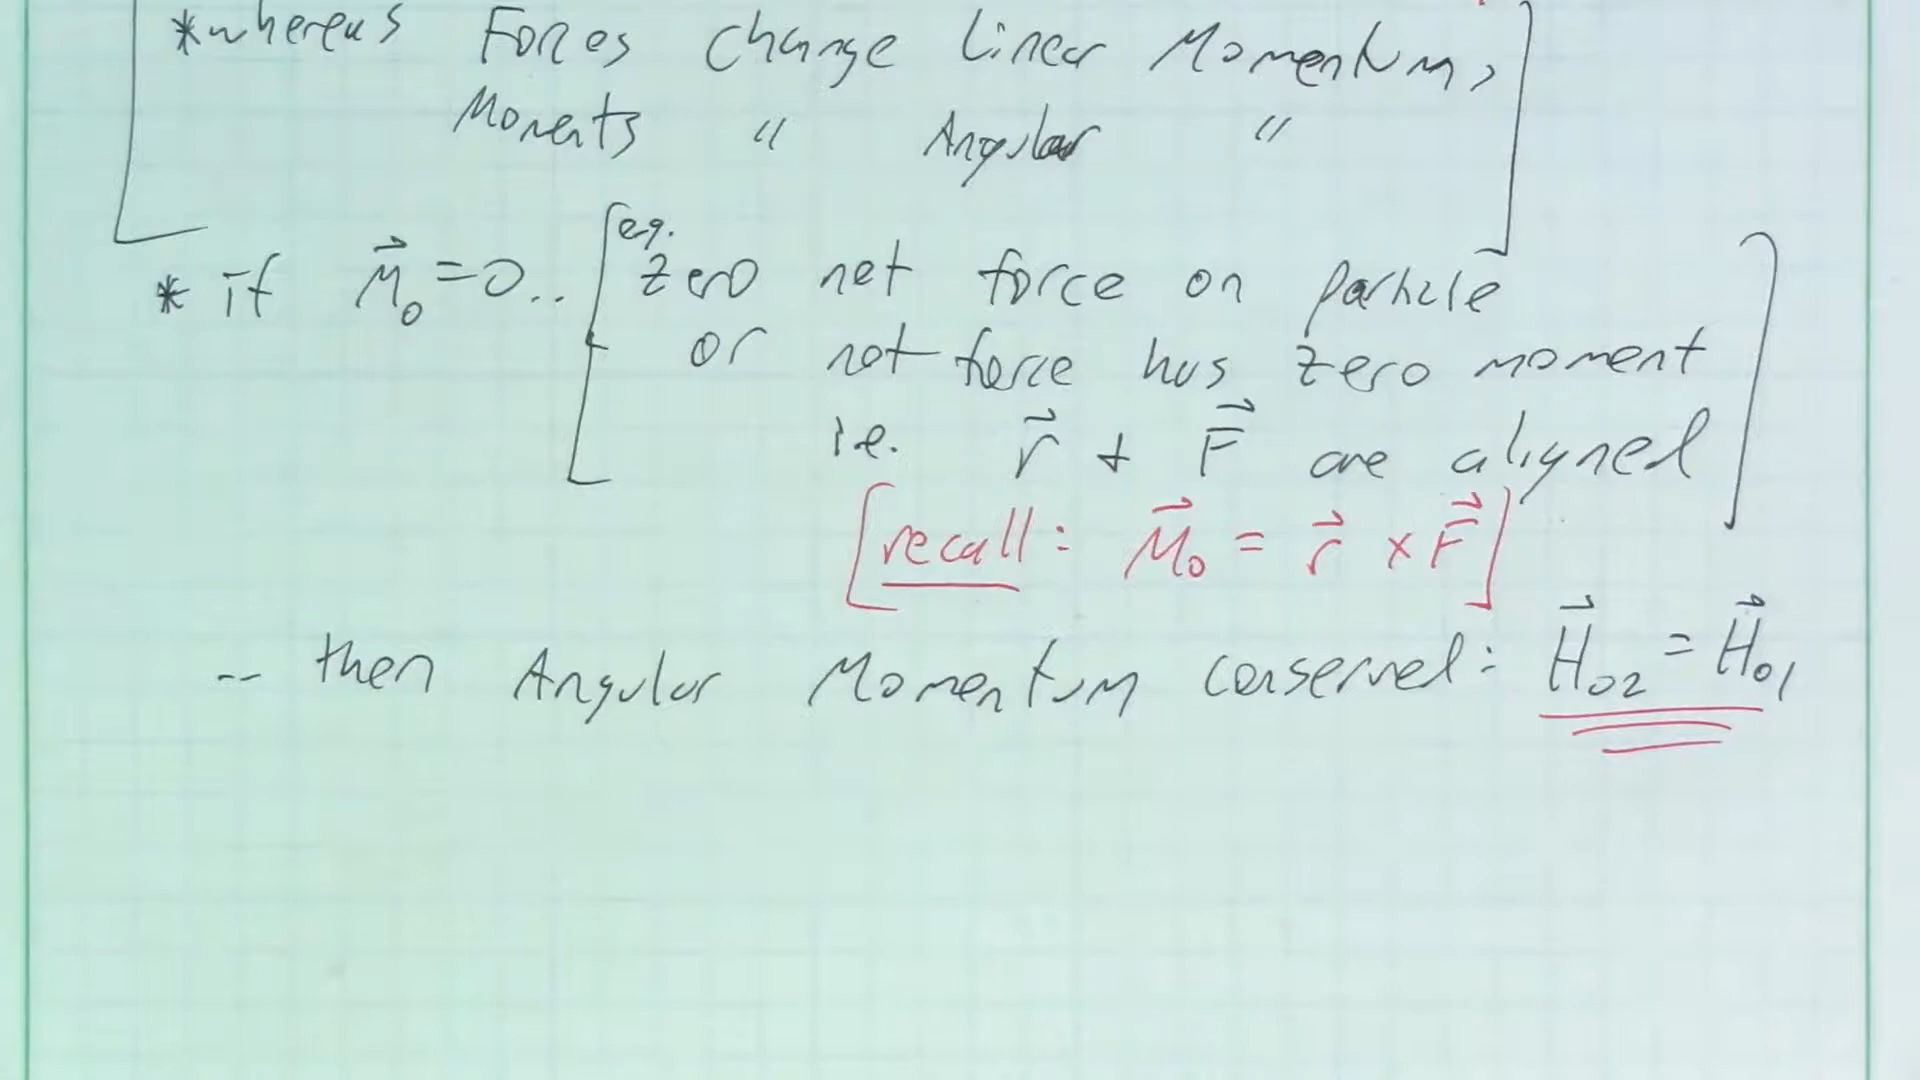 *whereas Forces change Linear Momentum,
Moments " Angular "
eg.
* if M⃗₀ = 0.. zero net force on particle
or net force has zero moment
i.e. r⃗ + F⃗ are aligned
[recall: M⃗₀ = r⃗ × F⃗]
-- then Angular Momentum conserved: H⃗₀₂ = H⃗₀₁